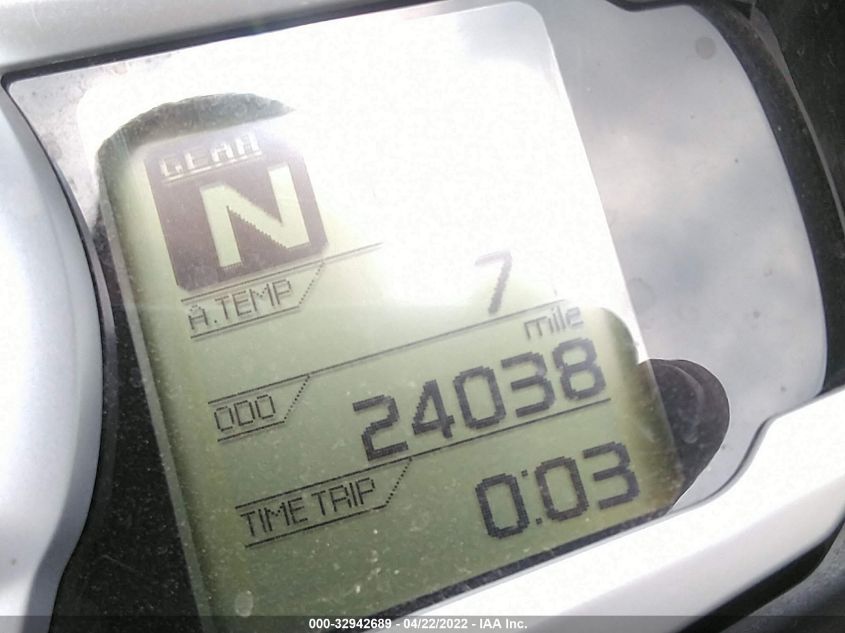 GEAR
N
A.TEMP 7
mile
ODO 24038
TIME TRIP 0:03
000-32942689 - 04/22/2022 - IAA Inc.